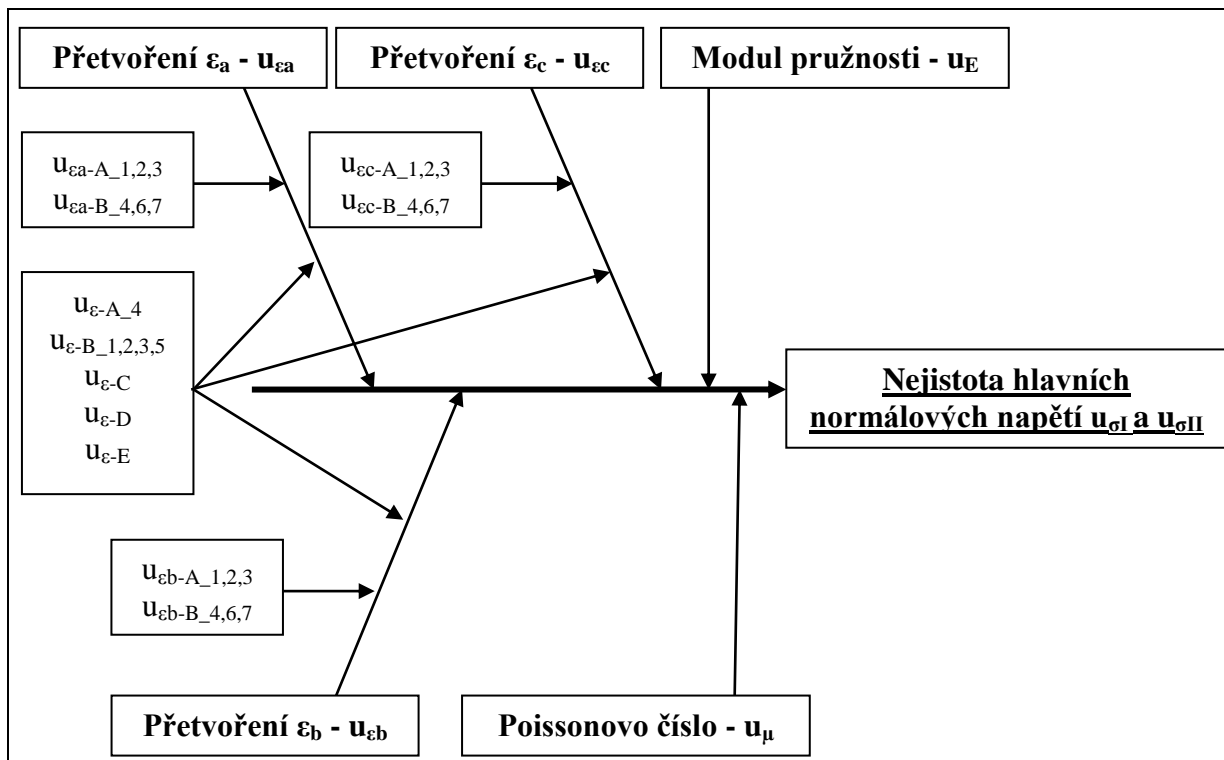 Přetvoření εa - uεa
Přetvoření εc - uεc
Modul pružnosti - uE
uεa-A_1,2,3
uεa-B_4,6,7
uεc-A_1,2,3
uεc-B_4,6,7
uε-A_4
uε-B_1,2,3,5
uε-C
uε-D
uε-E
Nejistota hlavních
normálových napětí uσI a uσII
uεb-A_1,2,3
uεb-B_4,6,7
Přetvoření εb - uεb
Poissonovo číslo - uμ